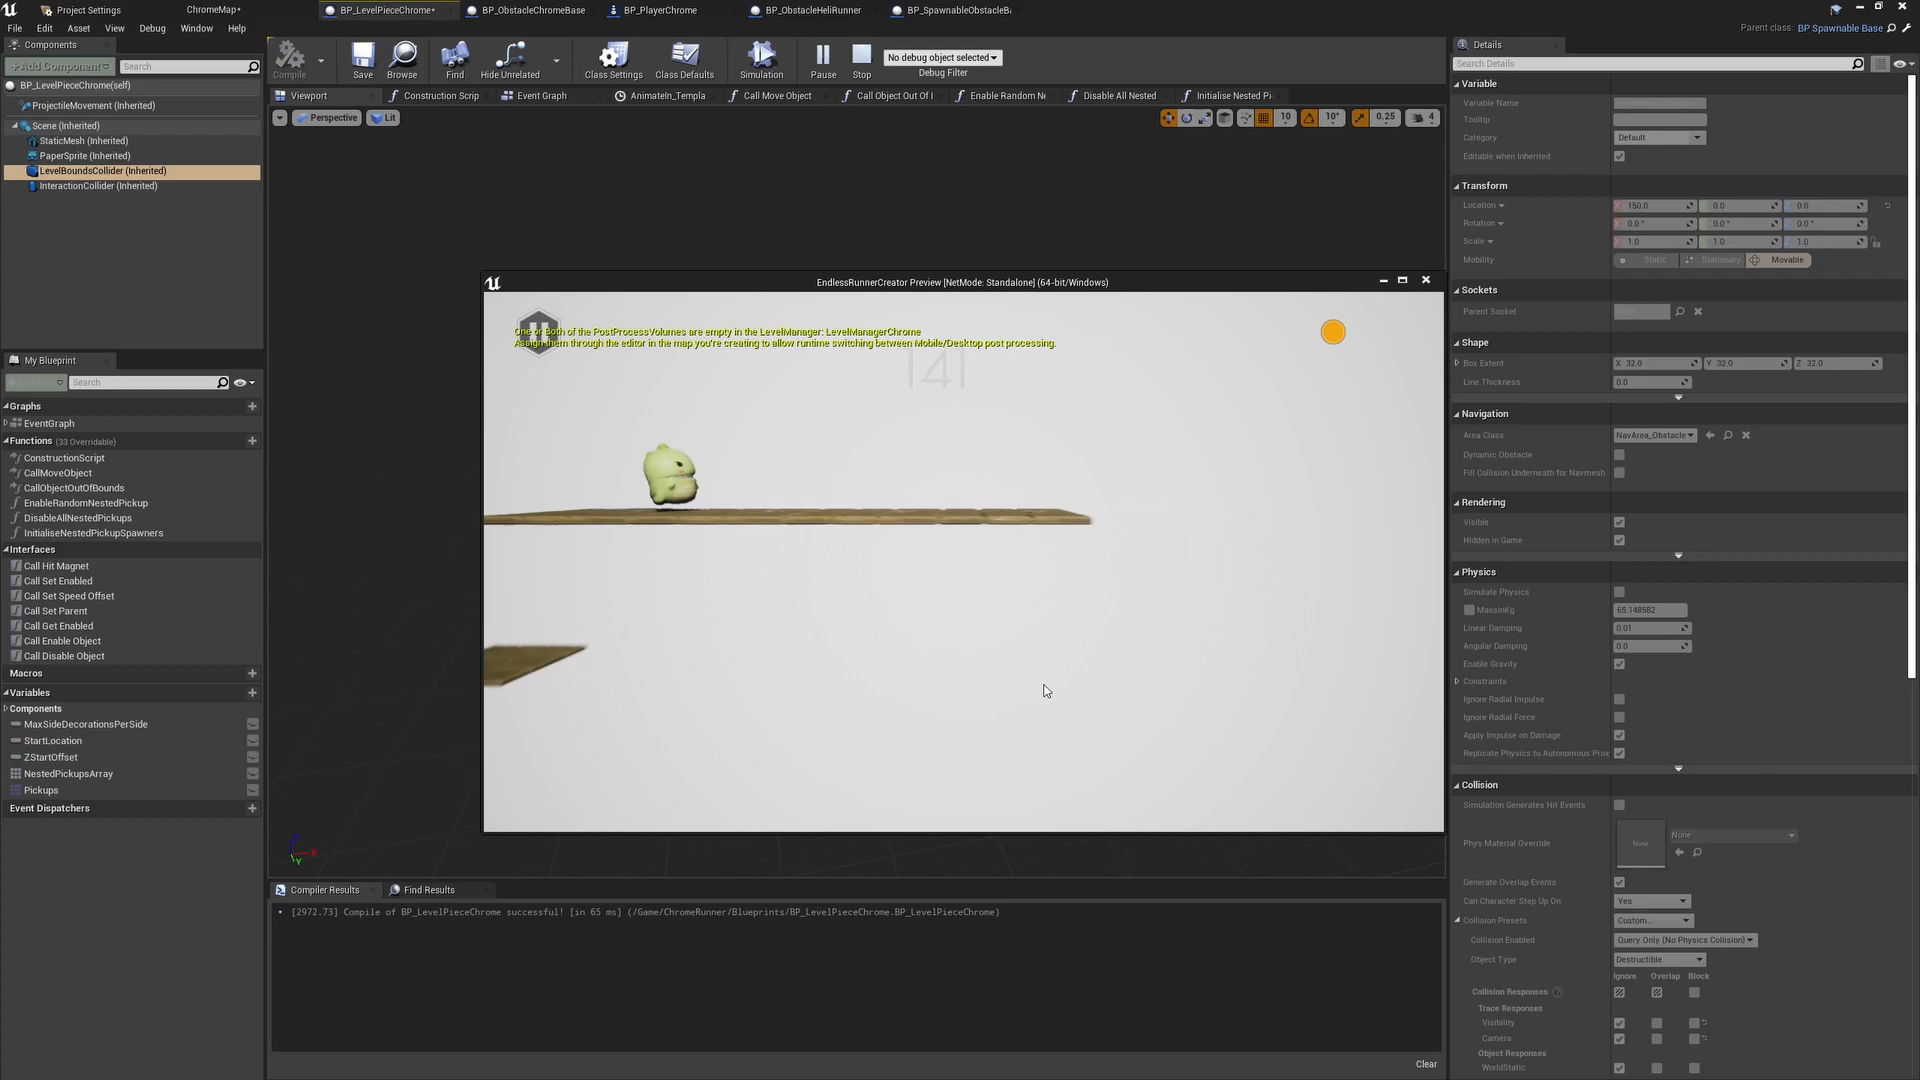 Project Settings
ChromeMap*
BP_LevelPieceChrome*
BP_ObstacleChromeBase
BP_PlayerChrome
BP_ObstacleHeliRunner
BP_SpawnableObstacleBa
File Edit Asset View Debug Window Help
Parent class: BP Spawnable Base
Components
+Add Component
Search
BP_LevelPieceChrome(self)
ProjectileMovement (Inherited)
Scene (Inherited)
StaticMesh (Inherited)
PaperSprite (Inherited)
LevelBoundsCollider (Inherited)
InteractionCollider (Inherited)
My Blueprint
Search
Graphs
EventGraph
Functions (33 Overridable)
ConstructionScript
CallMoveObject
CallObjectOutOfBounds
EnableRandomNestedPickup
DisableAllNestedPickups
InitialiseNestedPickupSpawners
Interfaces
Call Hit Magnet
Call Set Enabled
Call Set Speed Offset
Call Set Parent
Call Get Enabled
Call Enable Object
Call Disable Object
Macros
Variables
Components
MaxSideDecorationsPerSide
StartLocation
ZStartOffset
NestedPickupsArray
Pickups
Event Dispatchers
Compile
Save
Browse
Find
Hide Unrelated
Class Settings
Class Defaults
Simulation
Pause
Stop
No debug object selected
Debug Filter
Viewport
Construction Scrip
Event Graph
AnimateIn_Templa
Call Move Object
Call Object Out Of I
Enable Random Ne
Disable All Nested
Initialise Nested Pi
Perspective
Lit
10
10°
0.25
4
EndlessRunnerCreator Preview [NetMode: Standalone] (64-bit/Windows)
One or Both of the PostProcessVolumes are empty in the LevelManager: LevelManagerChrome
Assign them through the editor in the map you're creating to allow runtime switching between Mobile/Desktop post processing.
141
X
Y
Compiler Results
Find Results
[2972.73] Compile of BP_LevelPieceChrome successful! [in 65 ms] (/Game/ChromeRunner/Blueprints/BP_LevelPieceChrome.BP_LevelPieceChrome)
Clear
Details
Search Details
Variable
Variable Name
Tooltip
Category
Default
Editable when Inherited
Transform
Location X 150.0 0.0 0.0
Rotation X 0.0° 0.0° 0.0°
Scale X 1.0 1.0 1.0
Mobility Static Stationary Movable
Sockets
Parent Socket
Shape
Box Extent X 32.0 Y 32.0 Z 32.0
Line Thickness 0.0
Navigation
Area Class NavArea_Obstacle
Dynamic Obstacle
Fill Collision Underneath for Navmesh
Rendering
Visible
Hidden in Game
Physics
Simulate Physics
MassInKg 65.148582
Linear Damping 0.01
Angular Damping 0.0
Enable Gravity
Constraints
Ignore Radial Impulse
Ignore Radial Force
Apply Impulse on Damage
Replicate Physics to Autonomous Prox
Collision
Simulation Generates Hit Events
Phys Material Override None None
Generate Overlap Events
Can Character Step Up On Yes
Collision Presets Custom...
Collision Enabled Query Only (No Physics Collision)
Object Type Destructible
Ignore Overlap Block
Collision Responses
Trace Responses
Visibility
Camera
Object Responses
WorldStatic